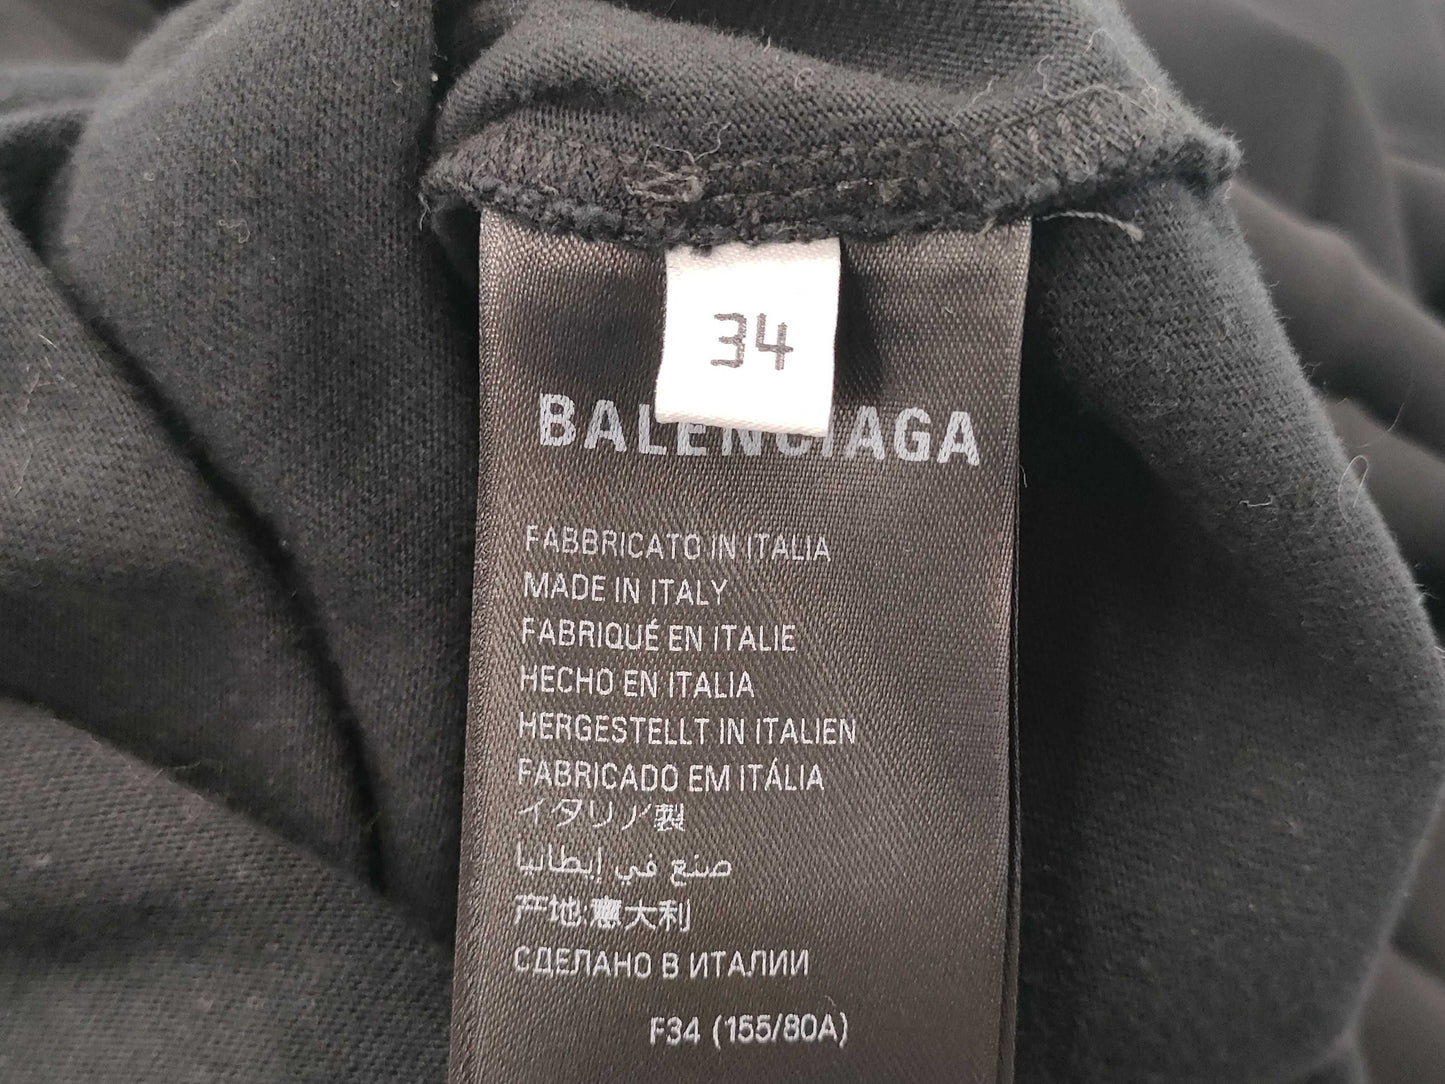 34
BALENCIAGA
FABBRICATO IN ITALIA
MADE IN ITALY
FABRIQUÉ EN ITALIE
HECHO EN ITALIA
HERGESTELLT IN ITALIEN
FABRICADO EM ITÁLIA
イタリア製
صنع في إيطانيا
产地:意大利
СДЕЛАНО В ИТАЛИИ
F34 (155/80A)